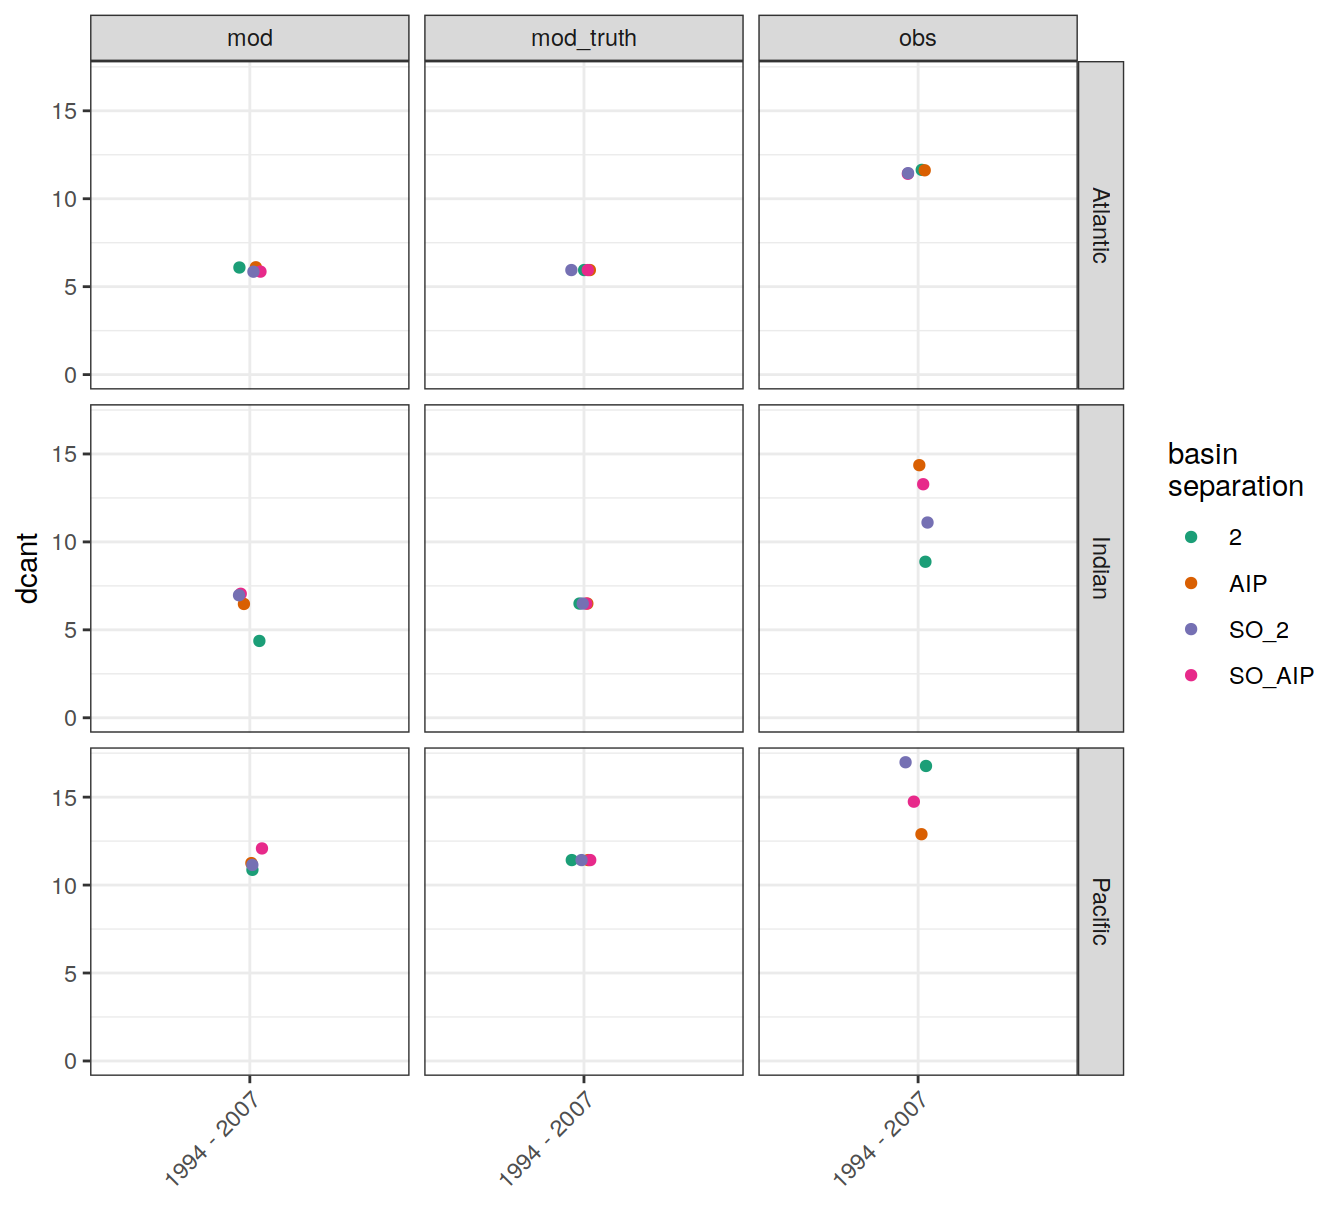 mod
mod_truth
obs
15
10
5
0
Atlantic
15
10
5
0
Indian
15
10
5
0
Pacific
dcant
1994 - 2007
1994 - 2007
1994 - 2007
basin
separation
2
AIP
SO_2
SO_AIP